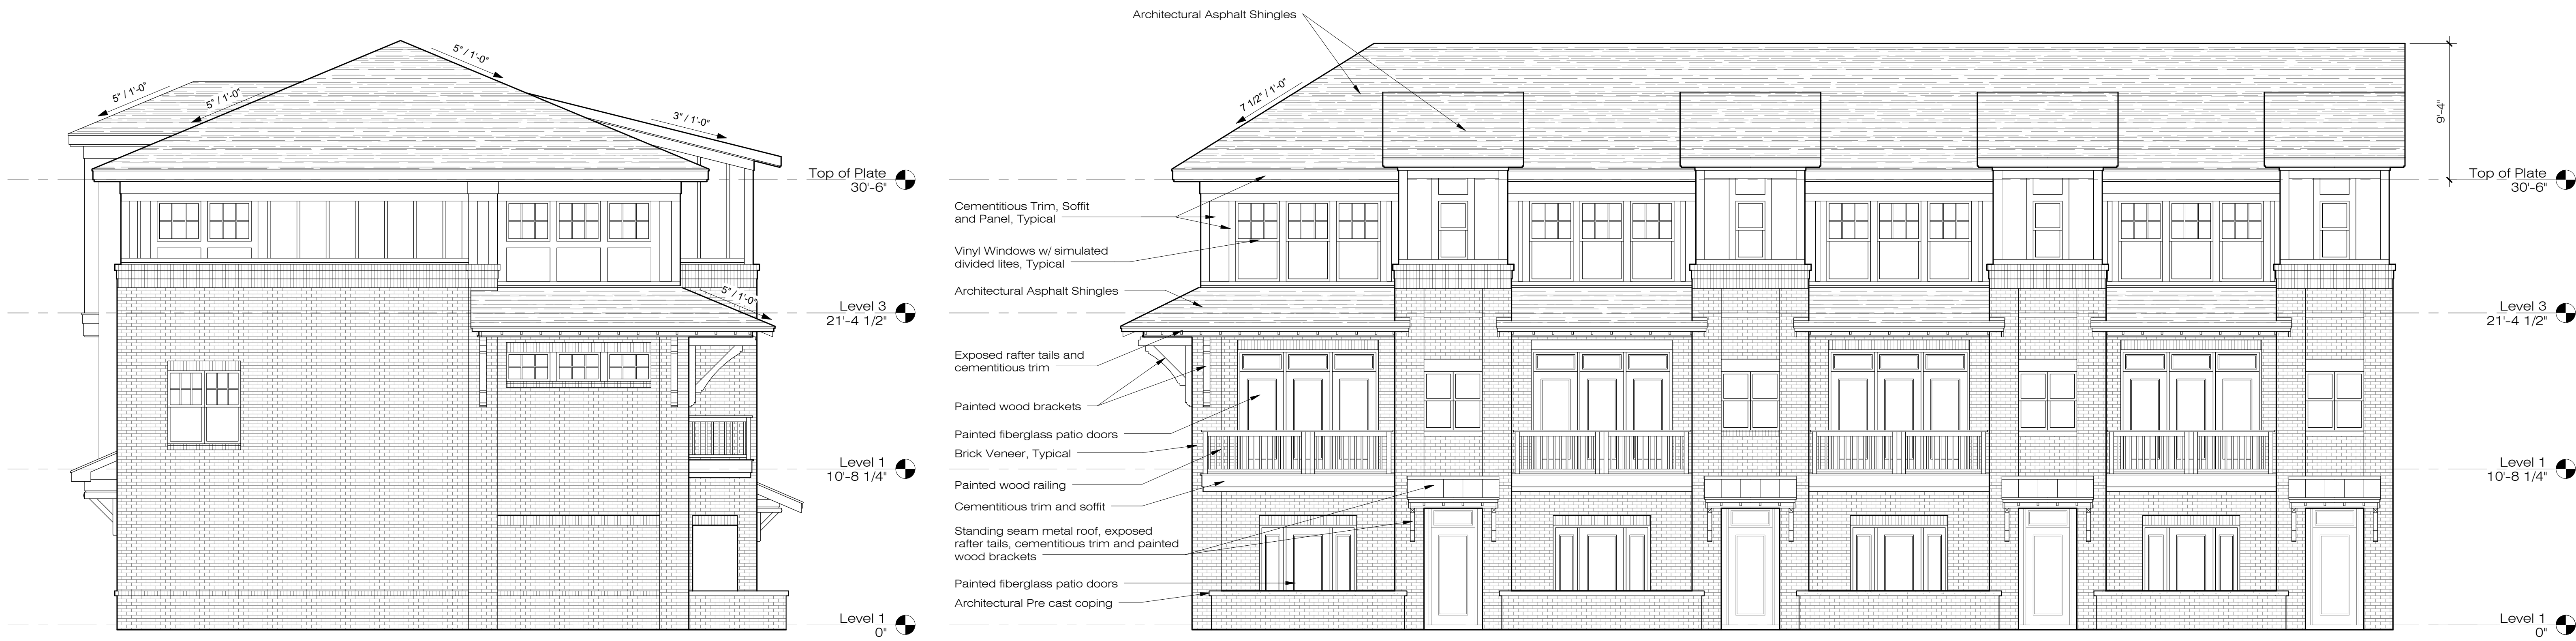 5" / 1'-0"
5" / 1'-0"
5" / 1'-0"
3" / 1'-0"
5" / 1'-0"
Top of Plate
30'-6"
Level 3
21'-4 1/2"
Level 1
10'-8 1/4"
Level 1
0"
Architectural Asphalt Shingles
7 1/2" / 1'-0"
9'-4"
Cementitious Trim, Soffit
and Panel, Typical
Vinyl Windows w/ simulated
divided lites, Typical
Architectural Asphalt Shingles
Exposed rafter tails and
cementitious trim
Painted wood brackets
Painted fiberglass patio doors
Brick Veneer, Typical
Painted wood railing
Cementitious trim and soffit
Standing seam metal roof, exposed
rafter tails, cementitious trim and painted
wood brackets
Painted fiberglass patio doors
Architectural Pre cast coping
Top of Plate
30'-6"
Level 3
21'-4 1/2"
Level 1
10'-8 1/4"
Level 1
0"